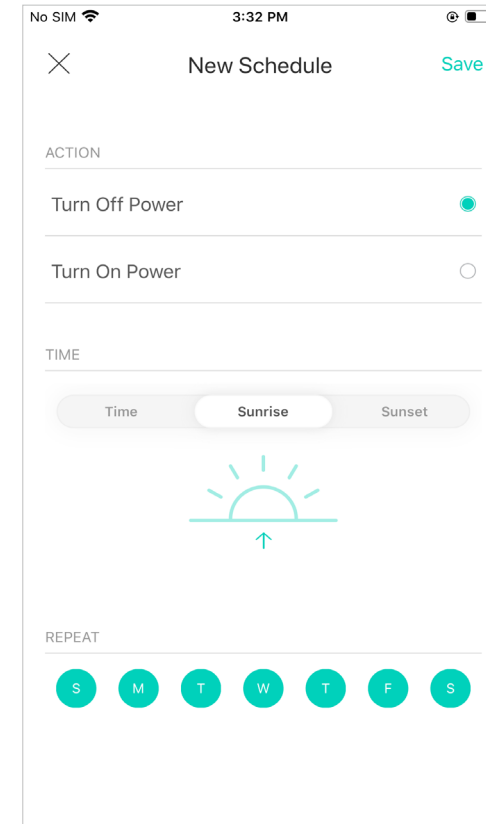 No SIM 3:32 PM
New Schedule Save
ACTION
Turn Off Power
Turn On Power
TIME
Time Sunrise Sunset
REPEAT
S M T W T F S